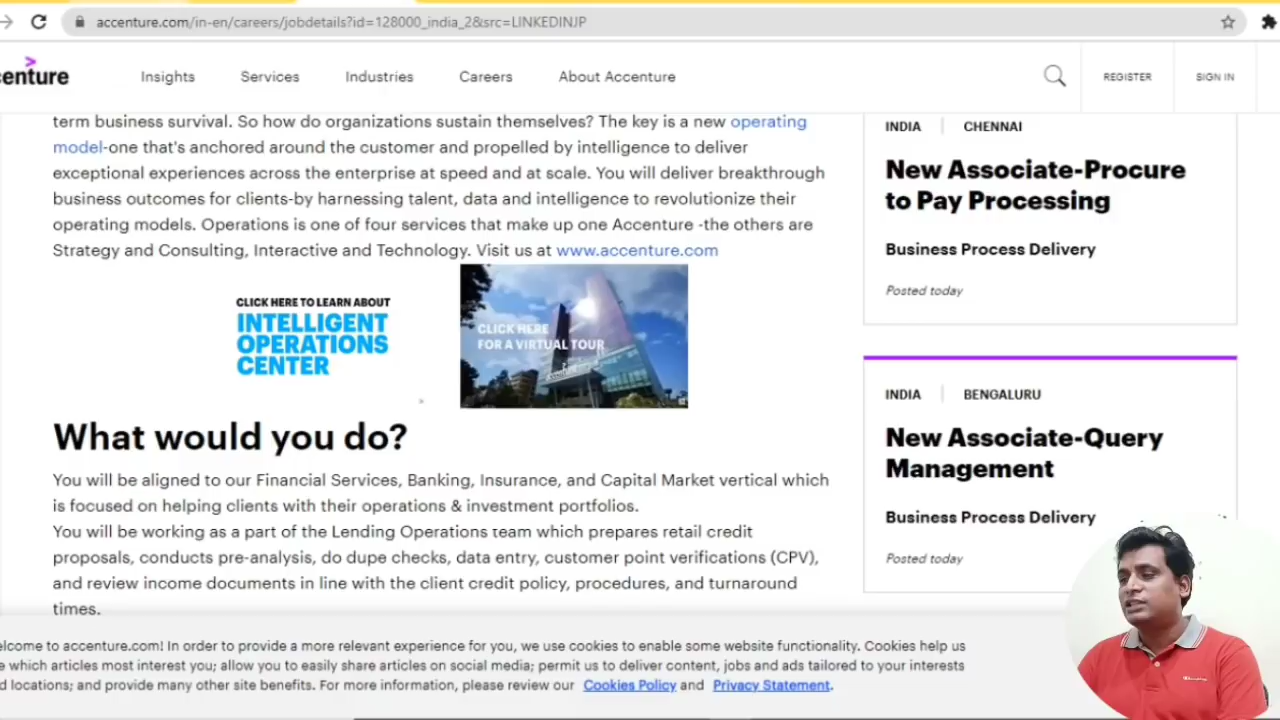 accenture.com/in-en/careers/jobdetails?id=128000_india_2&src=LINKEDINJP
centure
Insights
Services
Industries
Careers
About Accenture
REGISTER
SIGN IN
term business survival. So how do organizations sustain themselves? The key is a new operating
model-one that's anchored around the customer and propelled by intelligence to deliver
exceptional experiences across the enterprise at speed and at scale. You will deliver breakthrough
business outcomes for clients-by harnessing talent, data and intelligence to revolutionize their
operating models. Operations is one of four services that make up one Accenture -the others are
Strategy and Consulting, Interactive and Technology. Visit us at www.accenture.com
CLICK HERE TO LEARN ABOUT
INTELLIGENT
OPERATIONS
CENTER
CLICK HERE
FOR A VIRTUAL TOUR
What would you do?
You will be aligned to our Financial Services, Banking, Insurance, and Capital Market vertical which
is focused on helping clients with their operations & investment portfolios.
You will be working as a part of the Lending Operations team which prepares retail credit
proposals, conducts pre-analysis, do dupe checks, data entry, customer point verifications (CPV),
and review income documents in line with the client credit policy, procedures, and turnaround
times.
INDIA
CHENNAI
New Associate-Procure
to Pay Processing
Business Process Delivery
Posted today
INDIA
BENGALURU
New Associate-Query
Management
Business Process Delivery
Posted today
elcome to accenture.com! In order to provide a more relevant experience for you, we use cookies to enable some website functionality. Cookies help us
e which articles most interest you; allow you to easily share articles on social media; permit us to deliver content, jobs and ads tailored to your interests
d locations; and provide many other site benefits. For more information, please review our Cookies Policy and Privacy Statement.